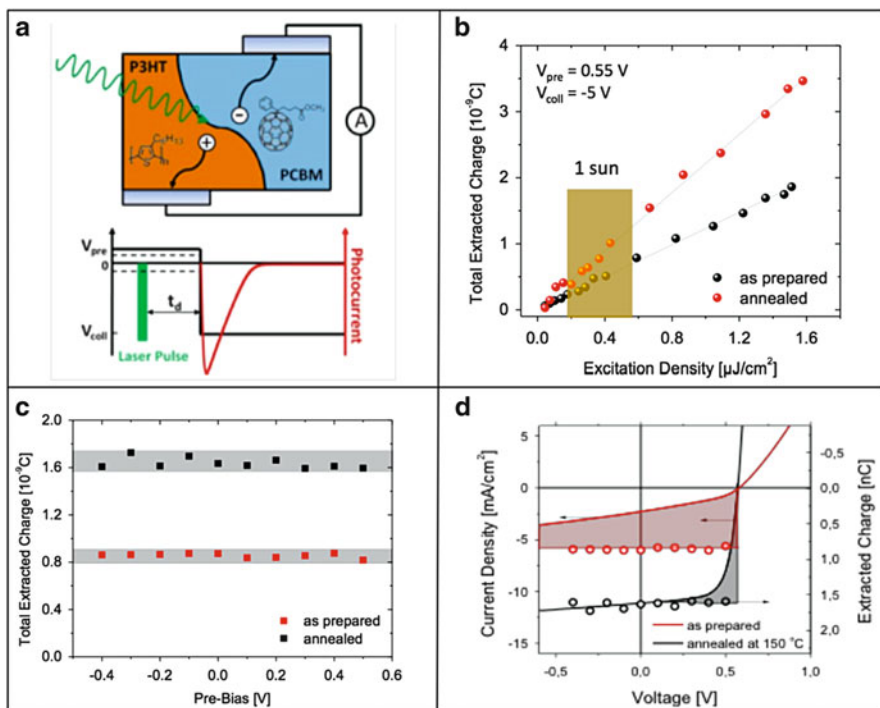 a
P3HT
C₆H₁₃
S
n
OCH₃
O
PCBM
A
V_pre
0
t_d
V_coll
Laser Pulse
Photocurrent
b
V_pre = 0.55 V
V_coll = -5 V
1 sun
as prepared
annealed
Total Extracted Charge [10⁻⁹C]
4
3
2
1
0
0.0 0.4 0.8 1.2 1.6
Excitation Density [µJ/cm²]
c
Total Extracted Charge [10⁻⁹C]
2.0
1.6
1.2
0.8
0.4
0.0
as prepared
annealed
-0.4 -0.2 0.0 0.2 0.4 0.6
Pre-Bias [V]
d
Current Density [mA/cm²]
5
0
-5
-10
-15
-0,5
0,0
0,5
1,0
1,5
2,0
Extracted Charge [nC]
as prepared
annealed at 150 °C
-0,5 0,0 0,5 1.0
Voltage [V]